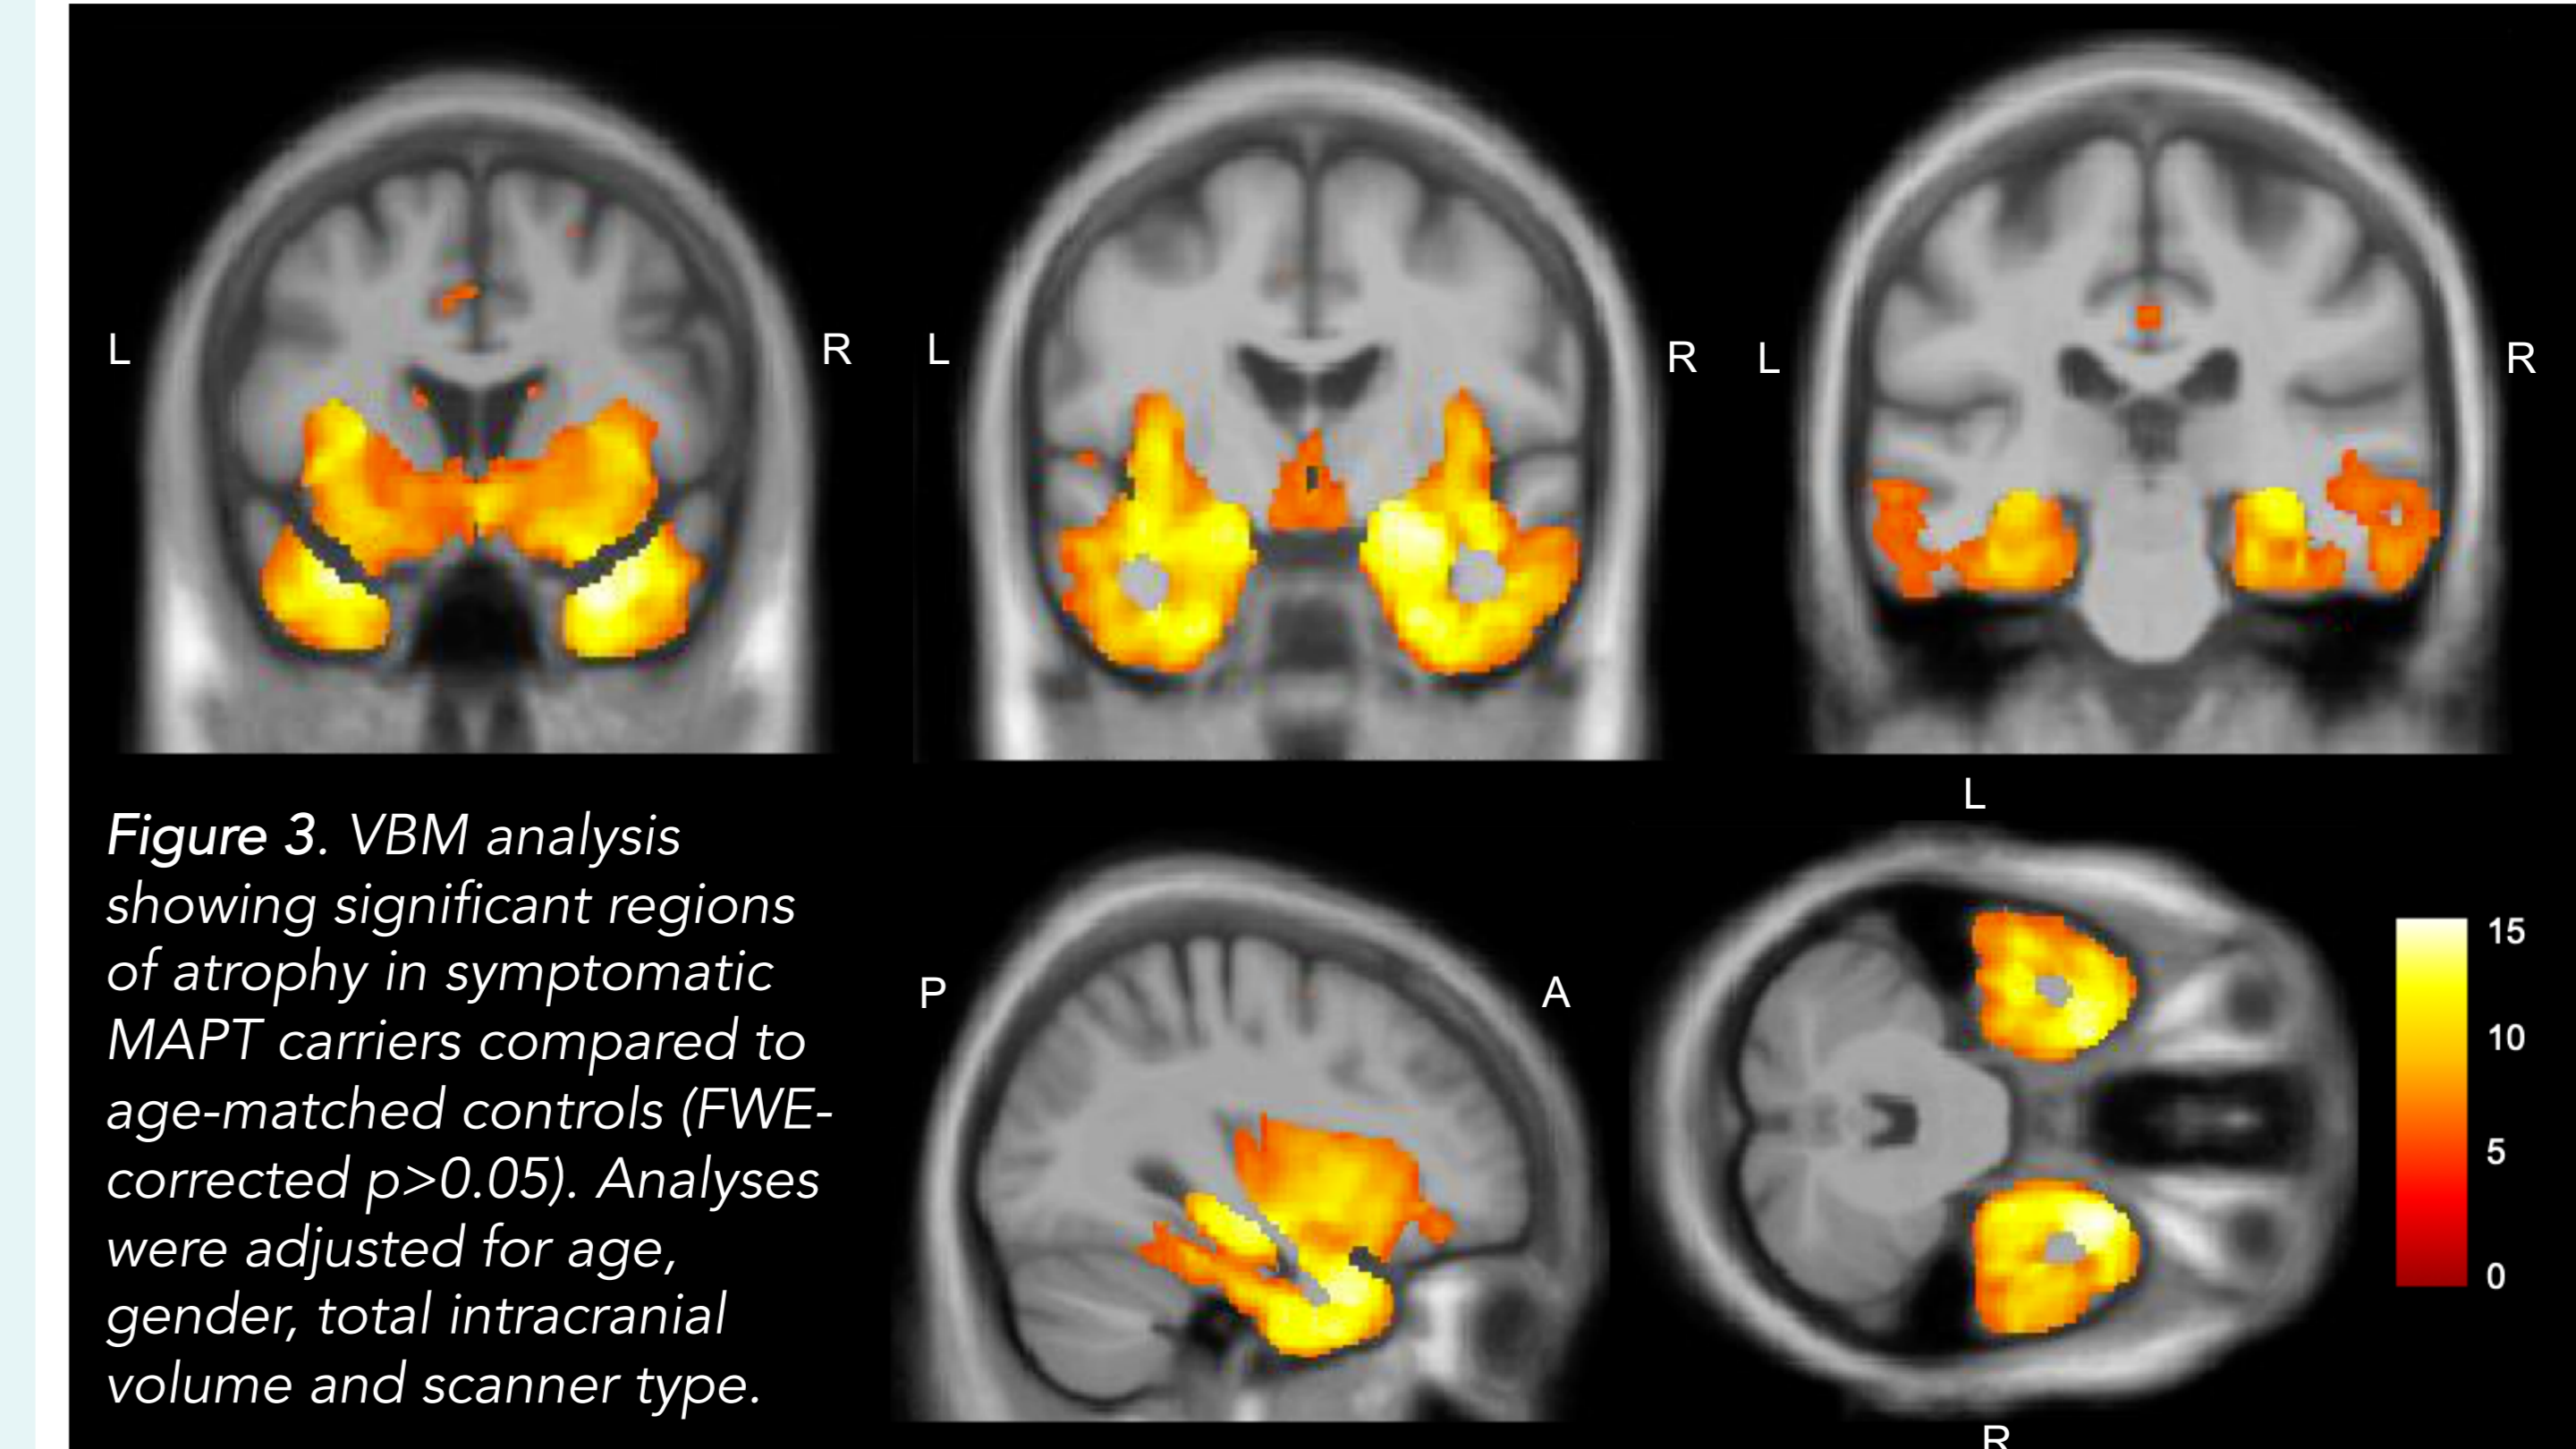 L
R
L
R
L
R
Figure 3. VBM analysis
showing significant regions
of atrophy in symptomatic
MAPT carriers compared to
age-matched controls (FWE-
corrected p>0.05). Analyses
were adjusted for age,
gender, total intracranial
volume and scanner type.
P
A
L
R
15
10
5
0